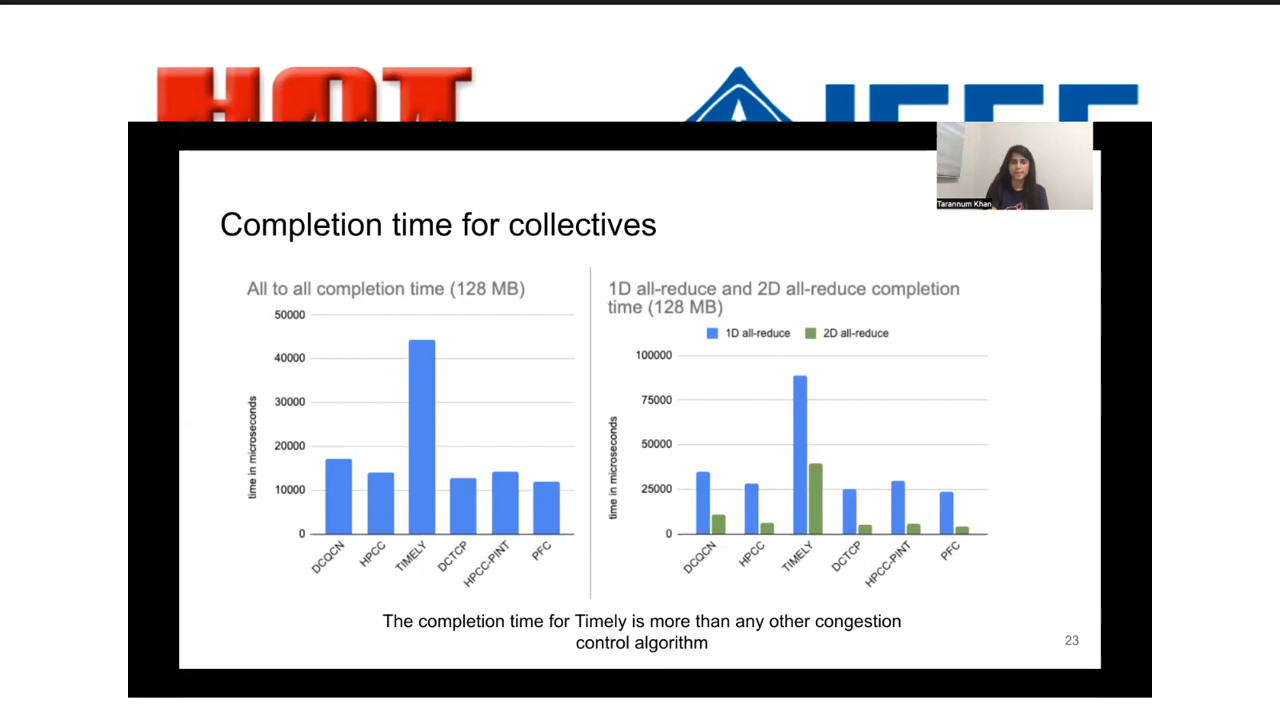 HOT
IEEE
Tarannum Khan
Completion time for collectives
All to all completion time (128 MB)
50000
40000
30000
20000
10000
0
time in microseconds
DCQCN
HPCC
TIMELY
DCTCP
HPCC-PINT
PFC
1D all-reduce and 2D all-reduce completion
time (128 MB)
1D all-reduce
2D all-reduce
100000
75000
50000
25000
0
time in microseconds
DCQCN
HPCC
TIMELY
DCTCP
HPCC-PINT
PFC
The completion time for Timely is more than any other congestion
control algorithm
23